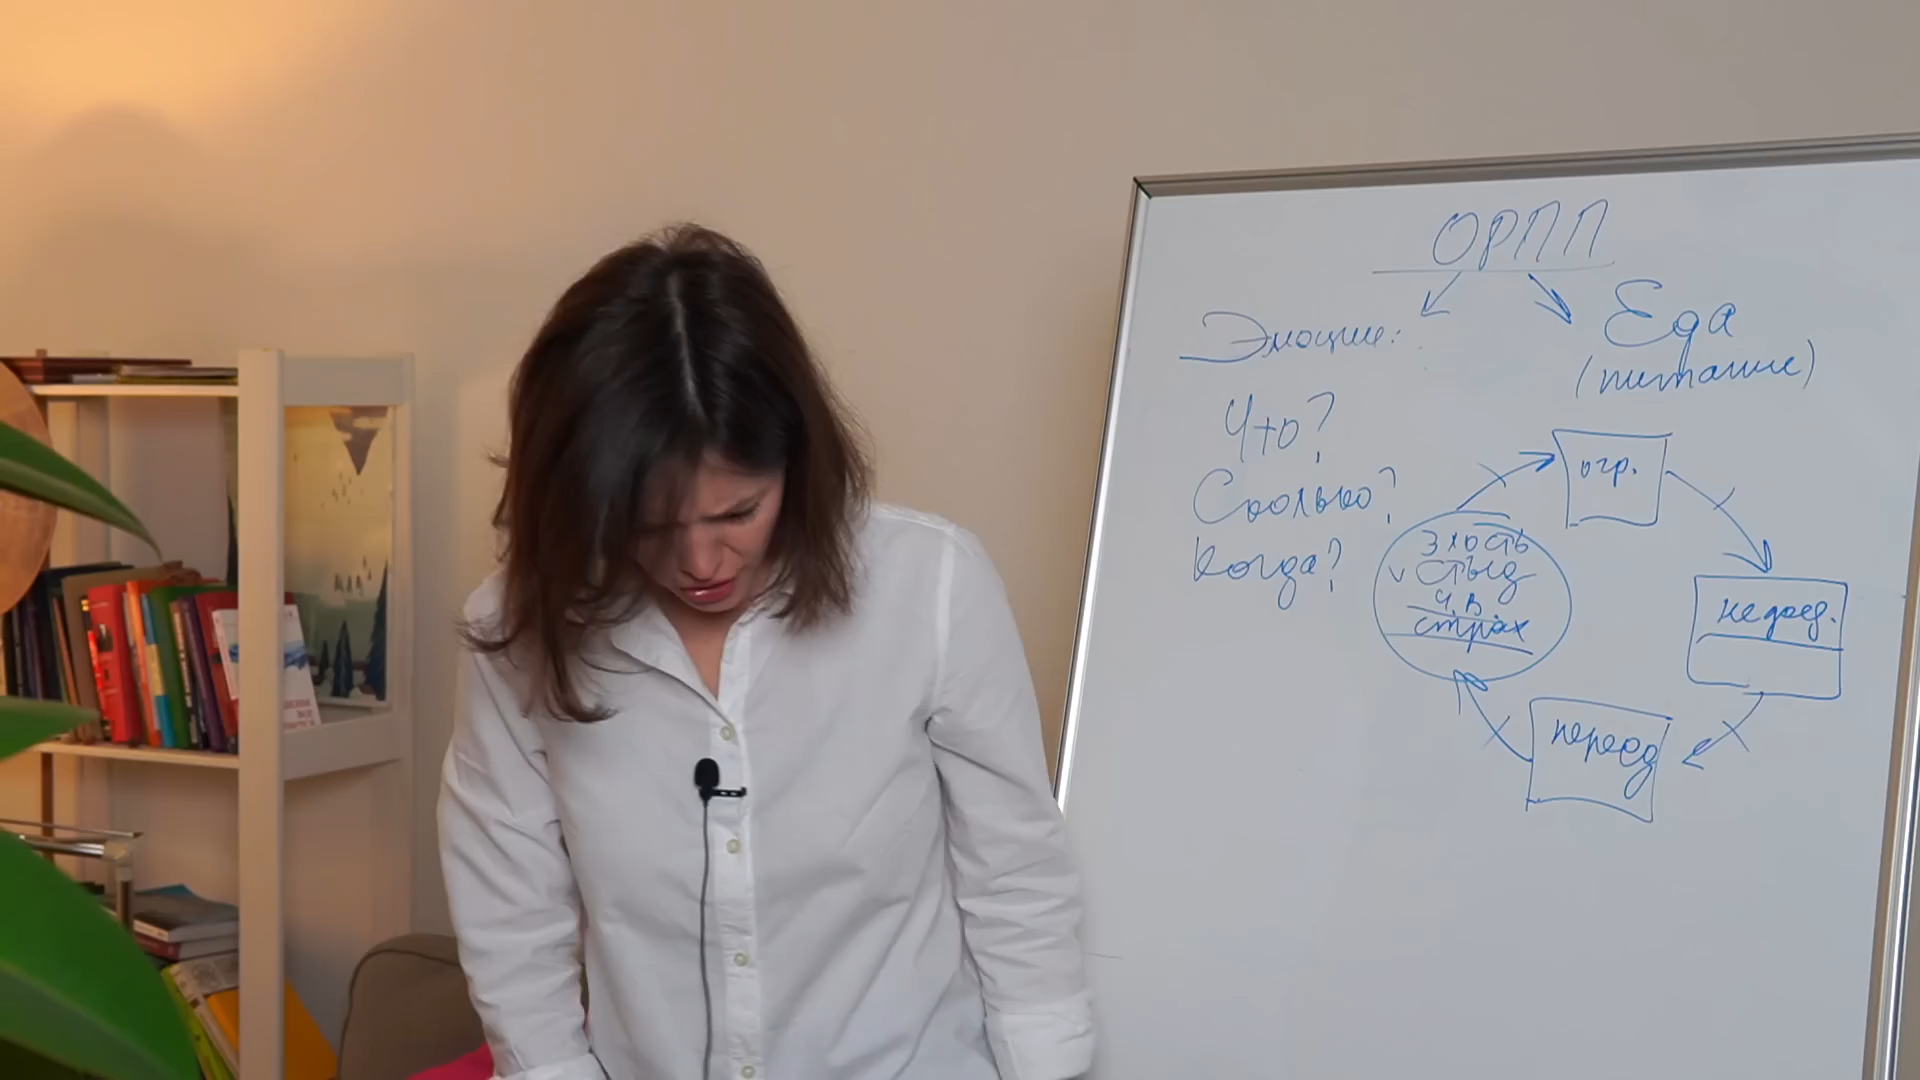 ОРПП
Эмоции:
Еда
(питание)
Что?
Сколько?
Когда?
огр.
недоед.
переед
злость
v стыд
ч.в.
страх